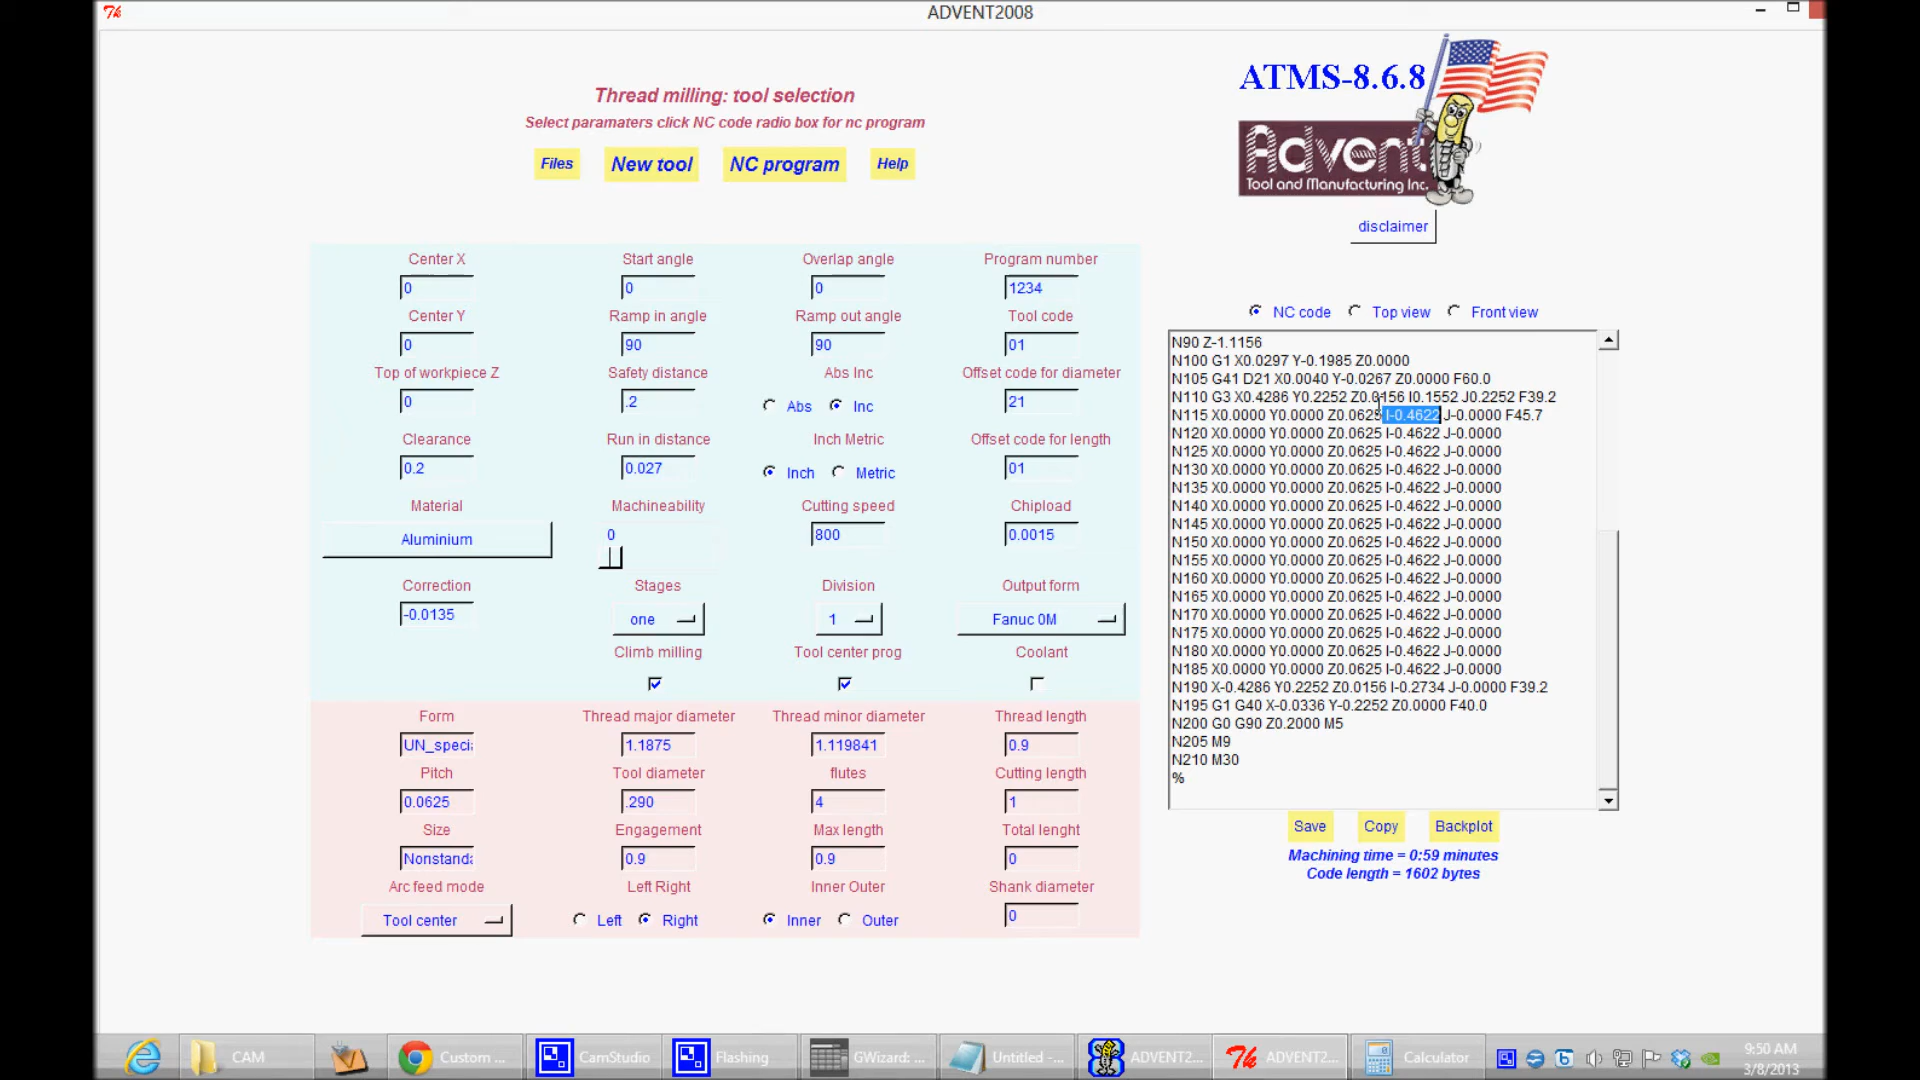 ADVENT2008
ATMS-8.6.8
Thread milling: tool selection
Select paramaters click NC code radio box for nc program
Files
New tool
NC program
Help
Advent
Tool and Manufacturing Inc.
disclaimer
Center X
Start angle
Overlap angle
Program number
0
0
0
1234
Center Y
Ramp in angle
Ramp out angle
Tool code
0
90
90
01
Top of workpiece Z
Safety distance
Abs Inc
Offset code for diameter
0
.2
Abs
Inc
21
Clearance
Run in distance
Inch Metric
Offset code for length
0.2
0.027
Inch
Metric
01
Material
Machineability
Cutting speed
Chipload
Aluminium
0
800
0.0015
Correction
Stages
Division
Output form
-0.0135
one
1
Fanuc 0M
Climb milling
Tool center prog
Coolant
Form
Thread major diameter
Thread minor diameter
Thread length
UN_speci
1.1875
1.119841
0.9
Pitch
Tool diameter
flutes
Cutting length
0.0625
.290
4
1
Size
Engagement
Max length
Total lenght
Nonstanda
0.9
0.9
0
Arc feed mode
Left Right
Inner Outer
Shank diameter
Tool center
Left
Right
Inner
Outer
0
NC code
Top view
Front view
N90 Z-1.1156
N100 G1 X0.0297 Y-0.1985 Z0.0000
N105 G41 D21 X0.0040 Y-0.0267 Z0.0000 F60.0
N110 G3 X0.4286 Y0.2252 Z0.0156 I0.1552 J0.2252 F39.2
N115 X0.0000 Y0.0000 Z0.0625 I-0.4622 J-0.0000 F45.7
N120 X0.0000 Y0.0000 Z0.0625 I-0.4622 J-0.0000
N125 X0.0000 Y0.0000 Z0.0625 I-0.4622 J-0.0000
N130 X0.0000 Y0.0000 Z0.0625 I-0.4622 J-0.0000
N135 X0.0000 Y0.0000 Z0.0625 I-0.4622 J-0.0000
N140 X0.0000 Y0.0000 Z0.0625 I-0.4622 J-0.0000
N145 X0.0000 Y0.0000 Z0.0625 I-0.4622 J-0.0000
N150 X0.0000 Y0.0000 Z0.0625 I-0.4622 J-0.0000
N155 X0.0000 Y0.0000 Z0.0625 I-0.4622 J-0.0000
N160 X0.0000 Y0.0000 Z0.0625 I-0.4622 J-0.0000
N165 X0.0000 Y0.0000 Z0.0625 I-0.4622 J-0.0000
N170 X0.0000 Y0.0000 Z0.0625 I-0.4622 J-0.0000
N175 X0.0000 Y0.0000 Z0.0625 I-0.4622 J-0.0000
N180 X0.0000 Y0.0000 Z0.0625 I-0.4622 J-0.0000
N185 X0.0000 Y0.0000 Z0.0625 I-0.4622 J-0.0000
N190 X-0.4286 Y0.2252 Z0.0156 I-0.2734 J-0.0000 F39.2
N195 G1 G40 X-0.0336 Y-0.2252 Z0.0000 F40.0
N200 G0 G90 Z0.2000 M5
N205 M9
N210 M30
%
Save
Copy
Backplot
Machining time = 0:59 minutes
Code length = 1602 bytes
CAM
Custom ...
CamStudio
Flashing
GWizard: ...
Untitled -...
ADVENT2...
ADVENT2...
Calculator
9:50 AM
3/8/2013